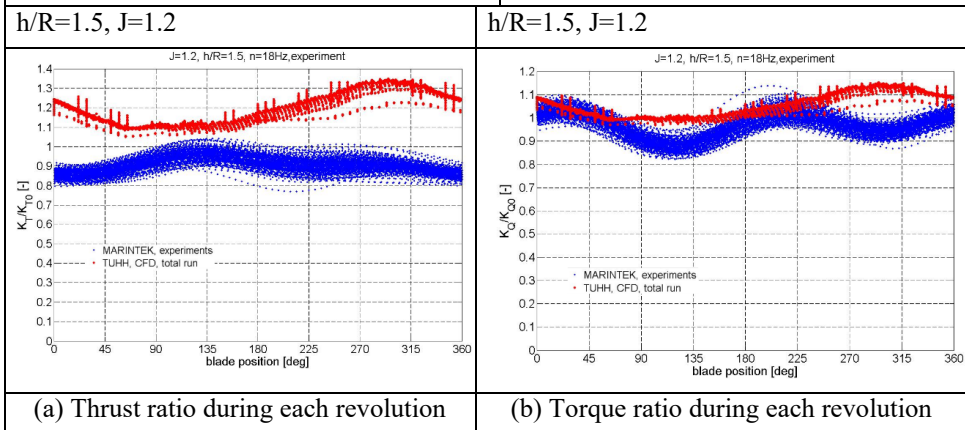 h/R=1.5, J=1.2
h/R=1.5, J=1.2
J=1.2, h/R=1.5, n=18Hz,experiment
1.4
1.3
1.2
1.1
1
0.9
0.8
0.7
0.6
0.5
0.4
0.3
0.2
0.1
K_T/K_T0 [-]
MARINTEK, experiments
TUHH, CFD, total run
0 45 90 135 180 225 270 315 360
blade position [deg]
J=1.2, h/R=1.5, n=18Hz,experiment
1.2
1.1
1
0.9
0.8
0.7
0.6
0.5
0.4
0.3
0.2
0.1
0
K_Q/K_Q0 [-]
MARINTEK, experiments
TUHH, CFD, total run
0 45 90 135 180 225 270 315 360
blade position [deg]
(a) Thrust ratio during each revolution
(b) Torque ratio during each revolution